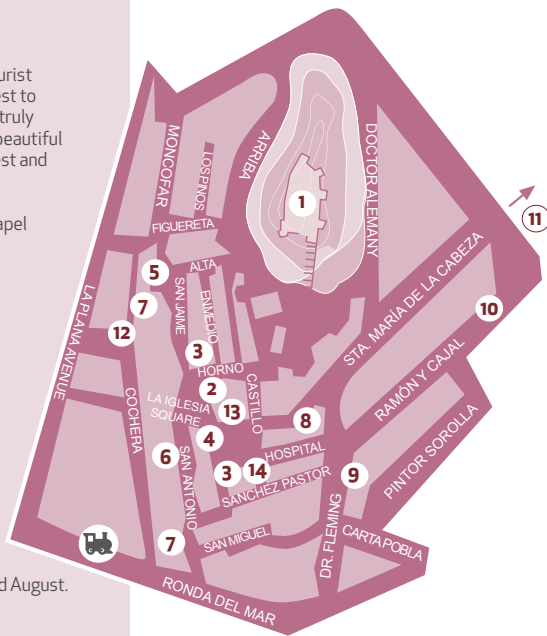 urist
est to
truly
beautiful
est and
apel
d August.
MONCOFAR
LOS PINOS
ARRIBA
DOCTOR ALEMANY
1
11
FIGUERETA
ALTA
5
7
SAN JAIME
ENMEDIO
LA PLANA AVENUE
12
3
HORNO
STA. MARÍA DE LA CABEZA
10
2
CASTILLO
RAMÓN Y CAJAL
LA IGLESIA
SQUARE
13
COCHERA
8
4
HOSPITAL
PINTOR SOROLLA
6
SAN ANTONIO
3
14
9
SÁNCHEZ PASTOR
7
SAN MIGUEL
DR. FLEMING
CARTA POBLA
RONDA DEL MAR